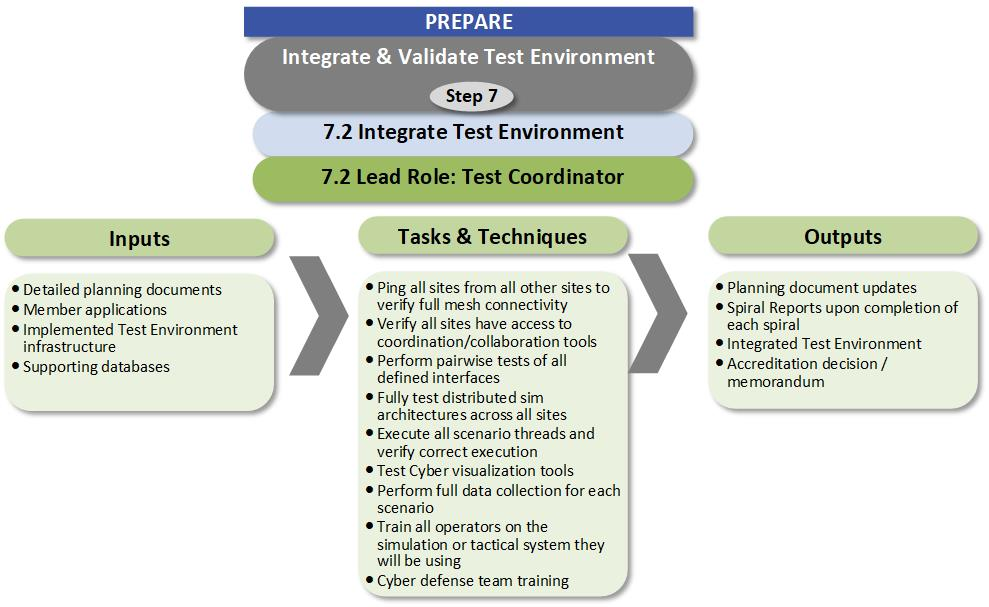 PREPARE
Integrate & Validate Test Environment
Step 7
7.2 Integrate Test Environment
7.2 Lead Role: Test Coordinator
Inputs
• Detailed planning documents
• Member applications
• Implemented Test Environment
infrastructure
• Supporting databases
Tasks & Techniques
• Ping all sites from all other sites to
verify full mesh connectivity
• Verify all sites have access to
coordination/collaboration tools
• Perform pairwise tests of all
defined interfaces
• Fully test distributed sim
architectures across all sites
• Execute all scenario threads and
verify correct execution
• Test Cyber visualization tools
• Perform full data collection for each
scenario
• Train all operators on the
simulation or tactical system they
will be using
• Cyber defense team training
Outputs
• Planning document updates
• Spiral Reports upon completion of
each spiral
• Integrated Test Environment
• Accreditation decision /
memorandum